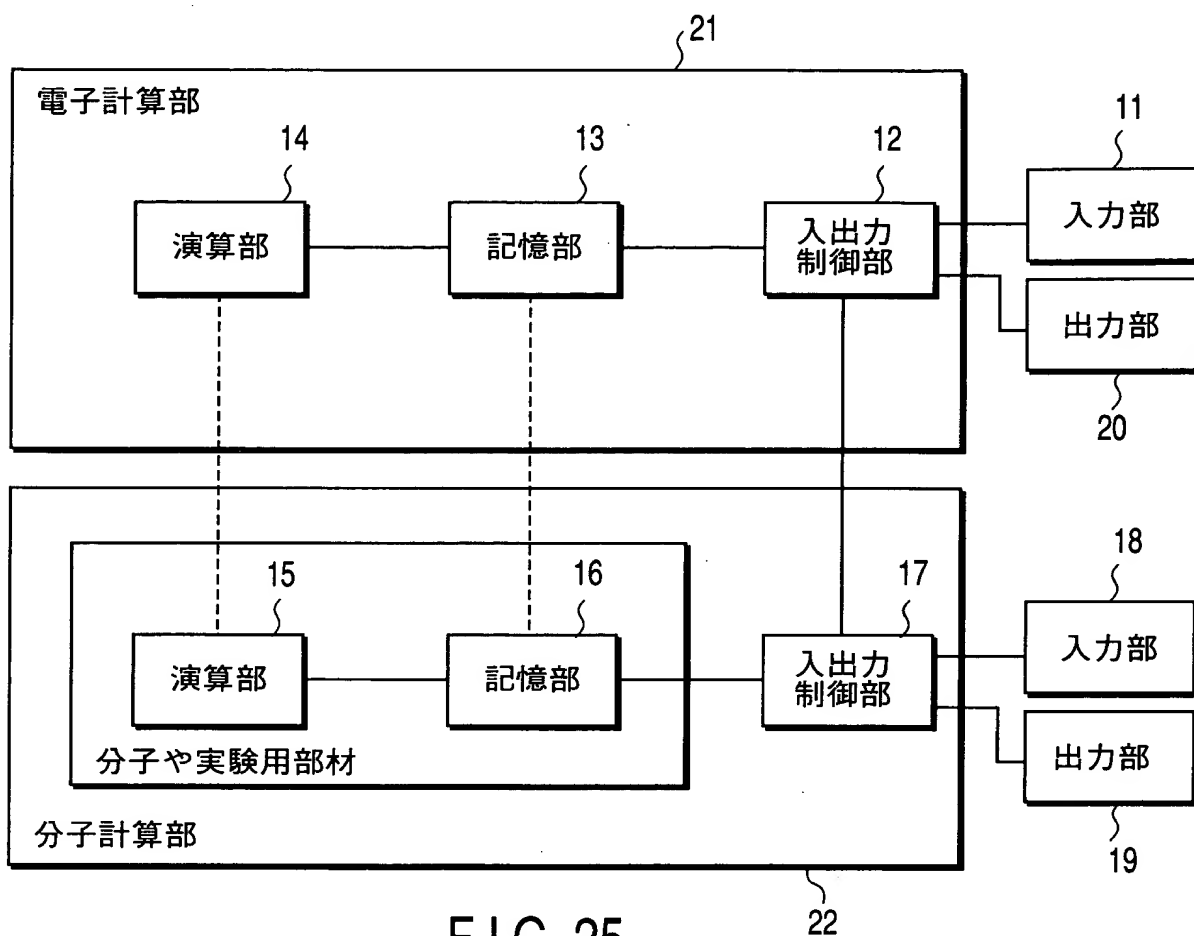 21
電子計算部
14
13
12
11
演算部
記憶部
入出力
制御部
入力部
出力部
20
15
16
17
18
演算部
記憶部
入出力
制御部
入力部
分子や実験用部材
出力部
分子計算部
19
22
FIG. 25